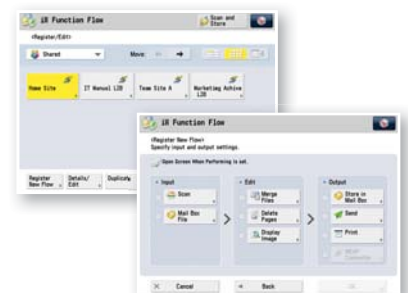 iR Function Flow
Scan and Store
<Register/Edit>
Shared
Move:
Home Site
IT Manual LIB
Team Site A
Marketing Achive LIB
Register New Flow
Details/ Edit
Duplicate
iR Function Flow
<Register New Flow>
Specify input and output settings.
Open Screen When Performing is set.
Input
Edit
Output
Scan
Merge Files
Store in Mail Box
Mail Box File
Delete Pages
Send
Display Image
Print
Cancel
Back